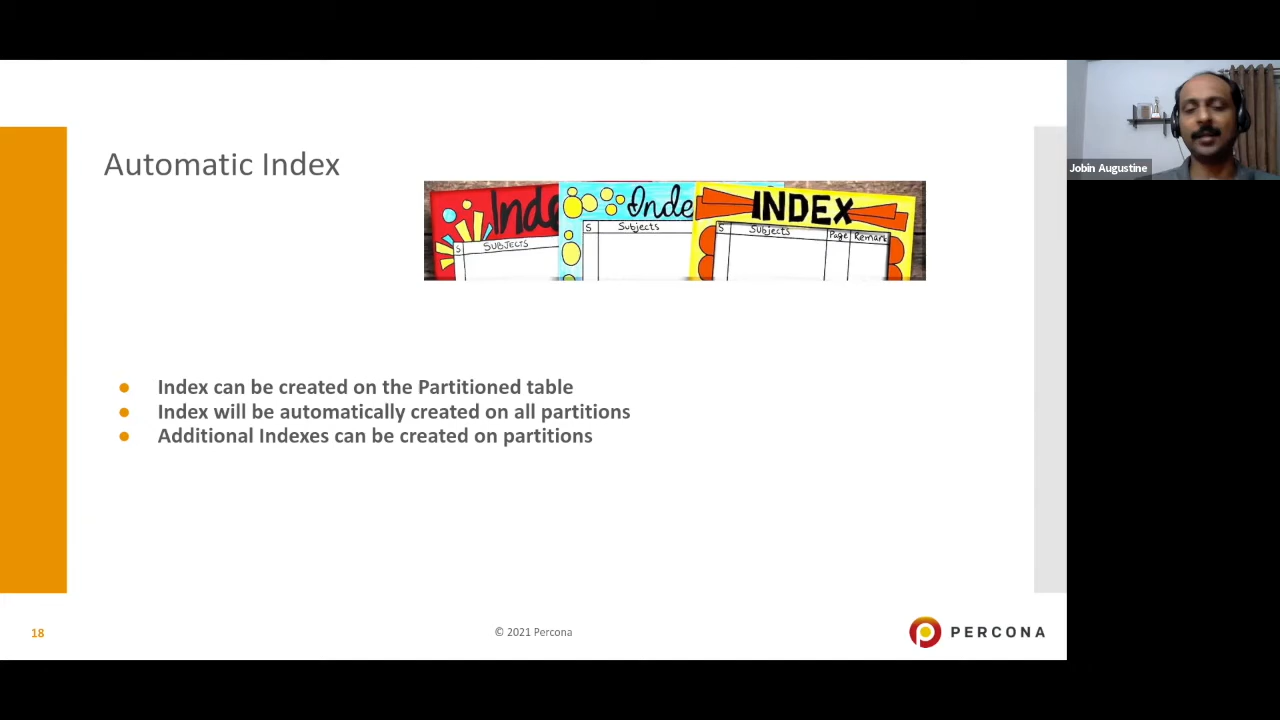 Automatic Index
Inde
Inde
INDEX
S SUBJECTS
S Subjects
S Subjects Page Remark
Jobin Augustine
● Index can be created on the Partitioned table
● Index will be automatically created on all partitions
● Additional Indexes can be created on partitions
18
© 2021 Percona
PERCONA